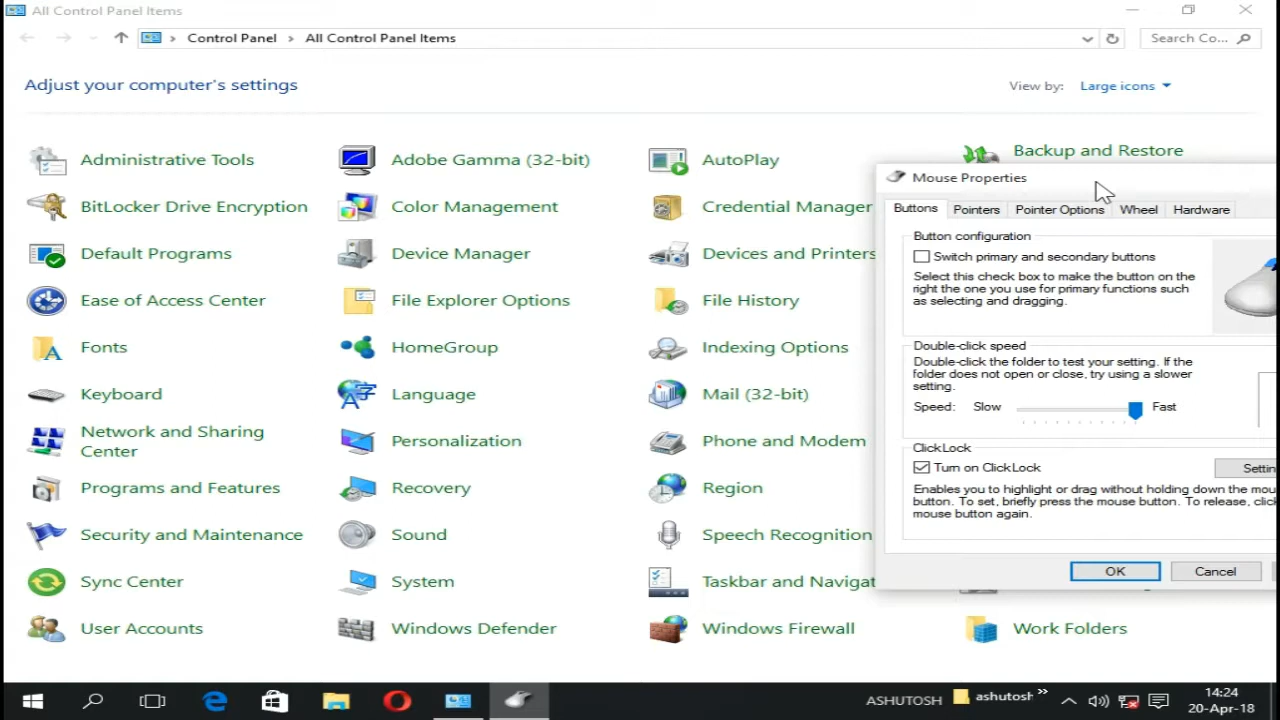 All Control Panel Items
Control Panel > All Control Panel Items
Search Co...
Adjust your computer's settings
View by: Large icons
Administrative Tools
Adobe Gamma (32-bit)
AutoPlay
Backup and Restore
BitLocker Drive Encryption
Color Management
Credential Manager
Default Programs
Device Manager
Devices and Printers
Ease of Access Center
File Explorer Options
File History
Fonts
HomeGroup
Indexing Options
Keyboard
Language
Mail (32-bit)
Network and Sharing
Center
Personalization
Phone and Modem
Programs and Features
Recovery
Region
Security and Maintenance
Sound
Speech Recognition
Sync Center
System
Taskbar and Navigat
User Accounts
Windows Defender
Windows Firewall
Work Folders
Mouse Properties
Buttons
Pointers
Pointer Options
Wheel
Hardware
Button configuration
Switch primary and secondary buttons
Select this check box to make the button on the
right the one you use for primary functions such
as selecting and dragging.
Double-click speed
Double-click the folder to test your setting. If the
folder does not open or close, try using a slower
setting.
Speed: Slow Fast
ClickLock
Turn on ClickLock
Settin
Enables you to highlight or drag without holding down the mou
button. To set, briefly press the mouse button. To release, clic
mouse button again.
OK
Cancel
ASHUTOSH
ashutosh
14:24
20-Apr-18